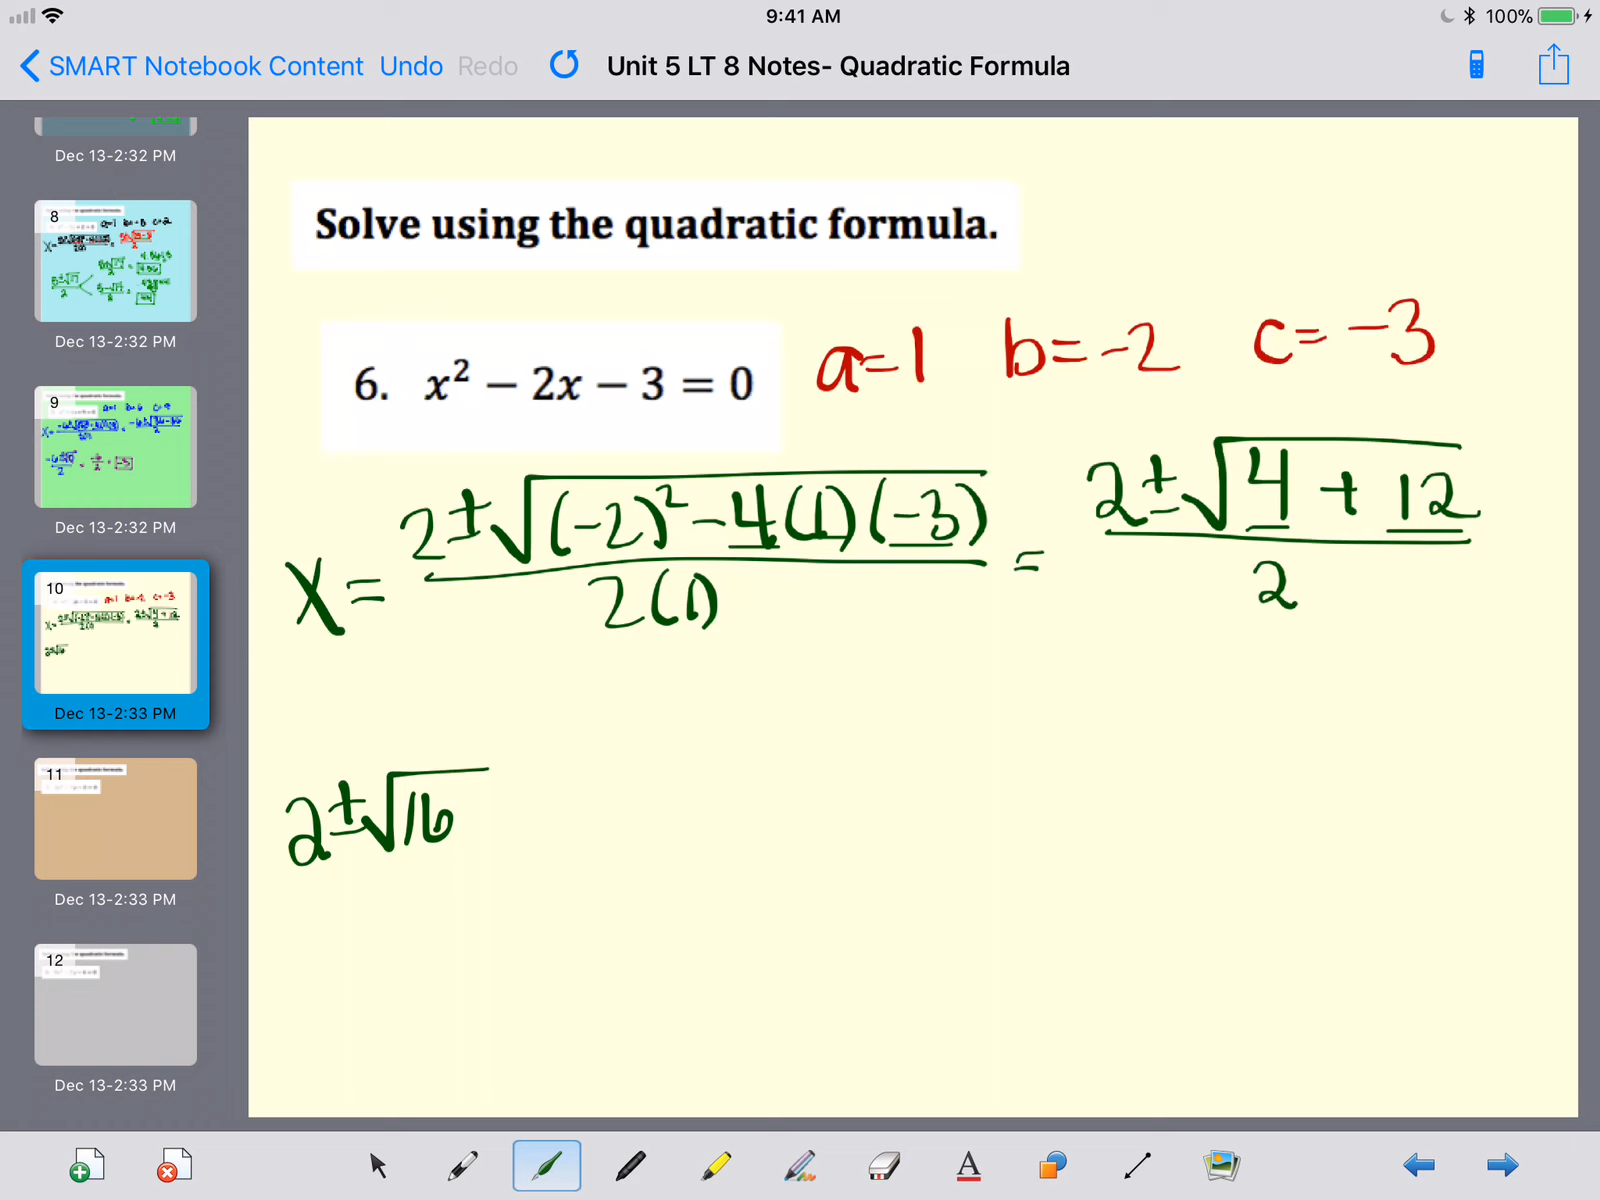 9:41 AM
100%
SMART Notebook Content Undo Redo Unit 5 LT 8 Notes- Quadratic Formula
Dec 13-2:32 PM
8
Dec 13-2:32 PM
9
Dec 13-2:32 PM
10
Dec 13-2:33 PM
11
Dec 13-2:33 PM
12
Dec 13-2:33 PM
Solve using the quadratic formula.
6. x² − 2x − 3 = 0 a=1 b=-2 c=-3
x = (2±√((-2)²-4(1)(-3)))/(2(1)) = (2±√(4+12))/2
2±√16
A